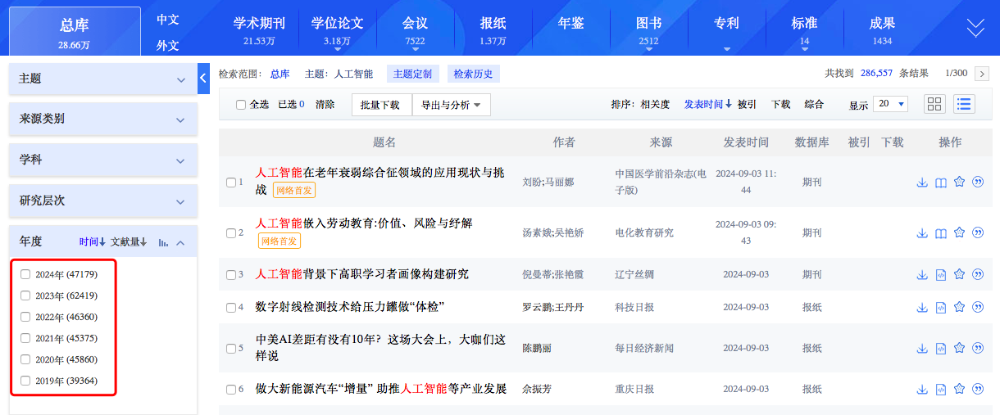 总库
28.66万
中文
外文
学术期刊
21.53万
学位论文
3.18万
会议
7522
报纸
1.37万
年鉴
图书
2512
专利
标准
14
成果
1434
主题
来源类别
学科
研究层次
年度 时间 文献量
2024年 (47179)
2023年 (62419)
2022年 (46360)
2021年 (45375)
2020年 (45860)
2019年 (39364)
检索范围: 总库 主题: 人工智能 主题定制 检索历史 共找到 286,557 条结果 1/300
全选 已选 0 清除 批量下载 导出与分析 排序: 相关度 发表时间 被引 下载 综合 显示 20
题名 作者 来源 发表时间 数据库 被引 下载 操作
1 人工智能在老年衰弱综合征领域的应用现状与挑
战 网络首发
刘盼;马丽娜
中国医学前沿杂志(电
子版)
2024-09-03 11:
44
期刊
2 人工智能嵌入劳动教育:价值、风险与纾解
网络首发
汤素娥;吴艳娇
电化教育研究
2024-09-03 09:
43
期刊
3 人工智能背景下高职学习者画像构建研究 倪曼蒂;张艳霞 辽宁丝绸 2024-09-03 期刊
4 数字射线检测技术给压力罐做“体检” 罗云鹏;王丹丹 科技日报 2024-09-03 报纸
5 中美AI差距有没有10年？这场大会上，大咖们这
样说
陈鹏丽 每日经济新闻 2024-09-03 报纸
6 做大新能源汽车“增量” 助推人工智能等产业发展 佘振芳 重庆日报 2024-09-03 报纸